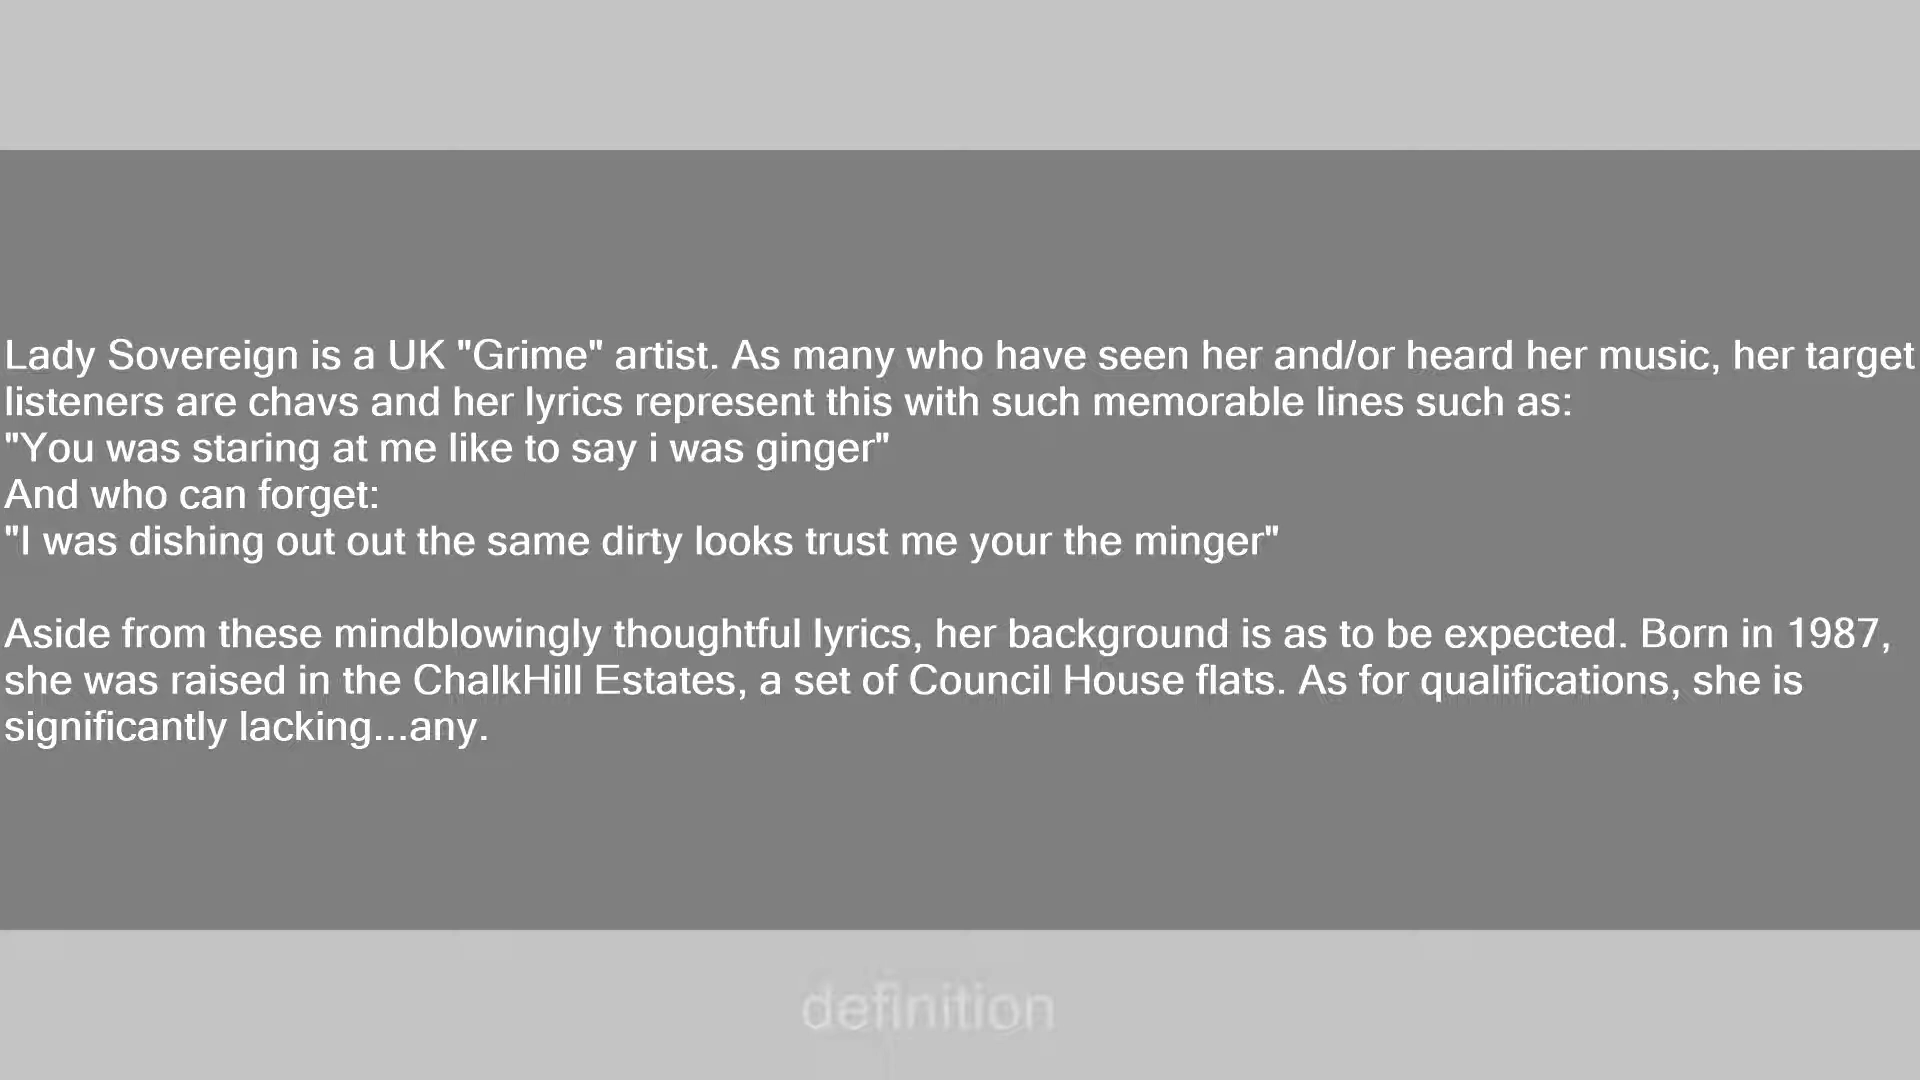 Lady Sovereign is a UK "Grime" artist. As many who have seen her and/or heard her music, her target
listeners are chavs and her lyrics represent this with such memorable lines such as:
"You was staring at me like to say i was ginger"
And who can forget:
"I was dishing out out the same dirty looks trust me your the minger"
Aside from these mindblowingly thoughtful lyrics, her background is as to be expected. Born in 1987,
she was raised in the ChalkHill Estates, a set of Council House flats. As for qualifications, she is
significantly lacking...any.
definition